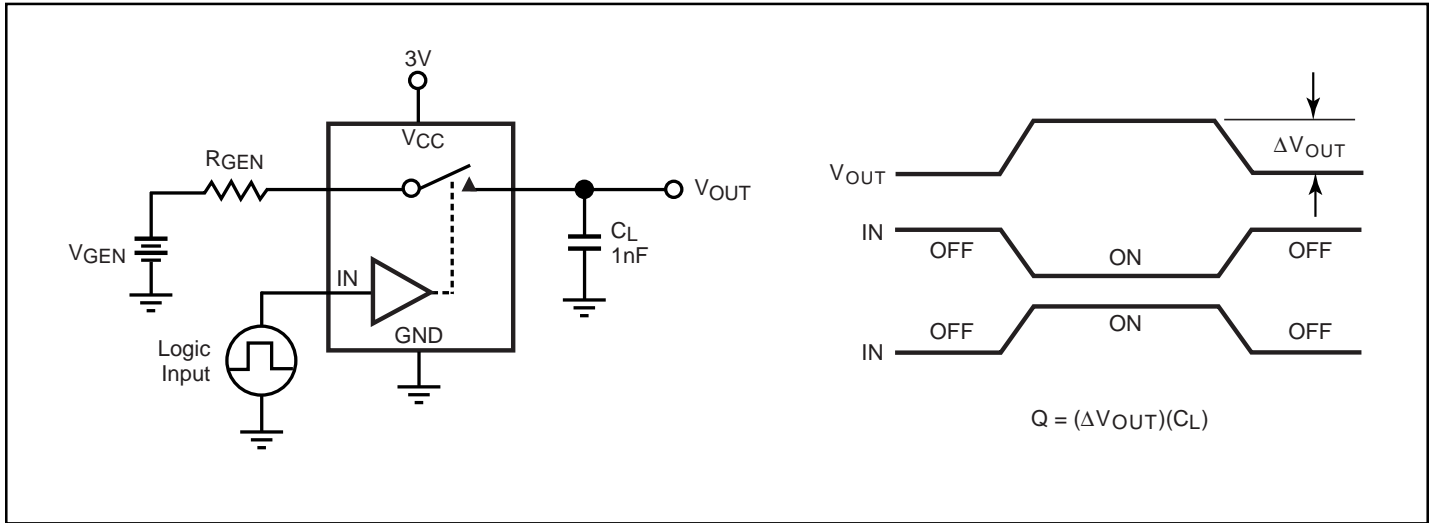 3V
VCC
RGEN
VOUT
CL
1nF
VGEN
IN
GND
Logic
Input
ΔVOUT
VOUT
IN
OFF
ON
OFF
OFF
ON
OFF
IN
Q = (ΔVOUT)(CL)